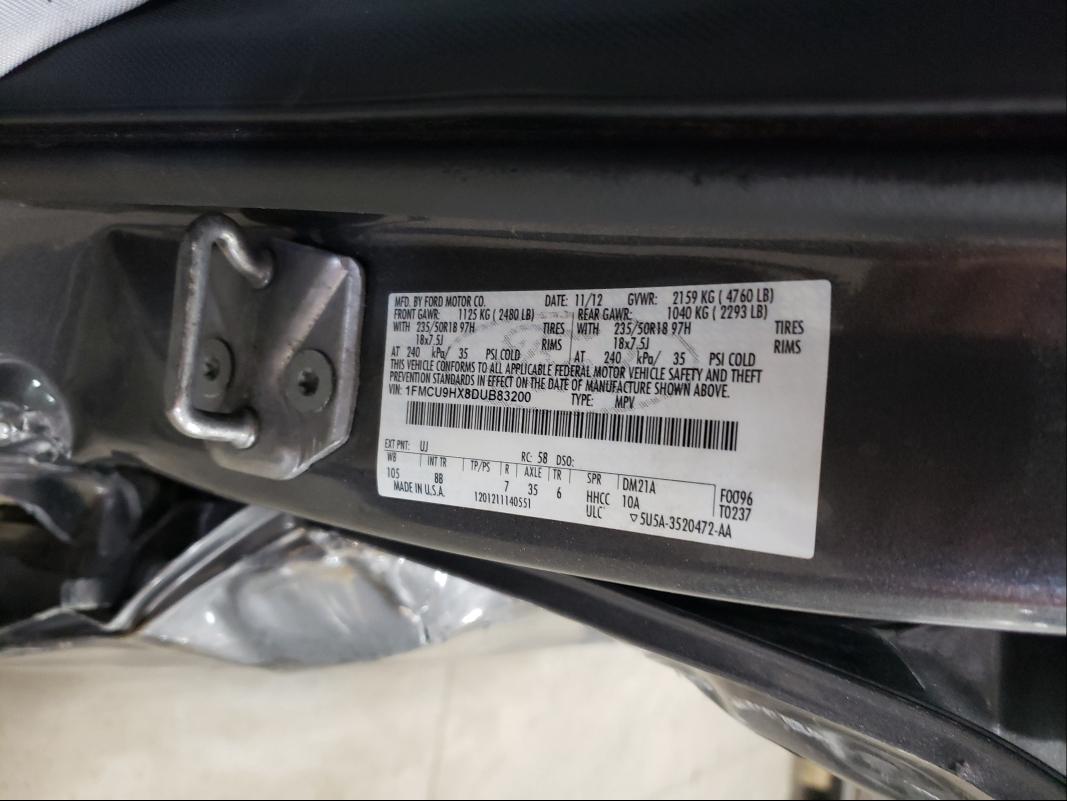 MFD. BY FORD MOTOR CO. DATE: 11/12 GVWR: 2159 KG ( 4760 LB)
FRONT GAWR: 1125 KG ( 2480 LB) REAR GAWR: 1040 KG ( 2293 LB)
WITH 235/50R18 97H TIRES WITH 235/50R18 97H TIRES
18x7.5J RIMS 18x7.5J RIMS
AT 240 kPa/ 35 PSI COLD AT 240 kPa/ 35 PSI COLD
THIS VEHICLE CONFORMS TO ALL APPLICABLE FEDERAL MOTOR VEHICLE SAFETY AND THEFT
PREVENTION STANDARDS IN EFFECT ON THE DATE OF MANUFACTURE SHOWN ABOVE.
VIN: 1FMCU9HX8DUB83200 TYPE: MPV
EXT PNT: UJ RC: 58 DSO:
WB INT TR TP/PS R AXLE TR SPR DM21A F0096
105 8B 7 35 6 HHCC 10A T0237
MADE IN U.S.A. 1201211140551 ULC ▽5U5A-3520472-AA